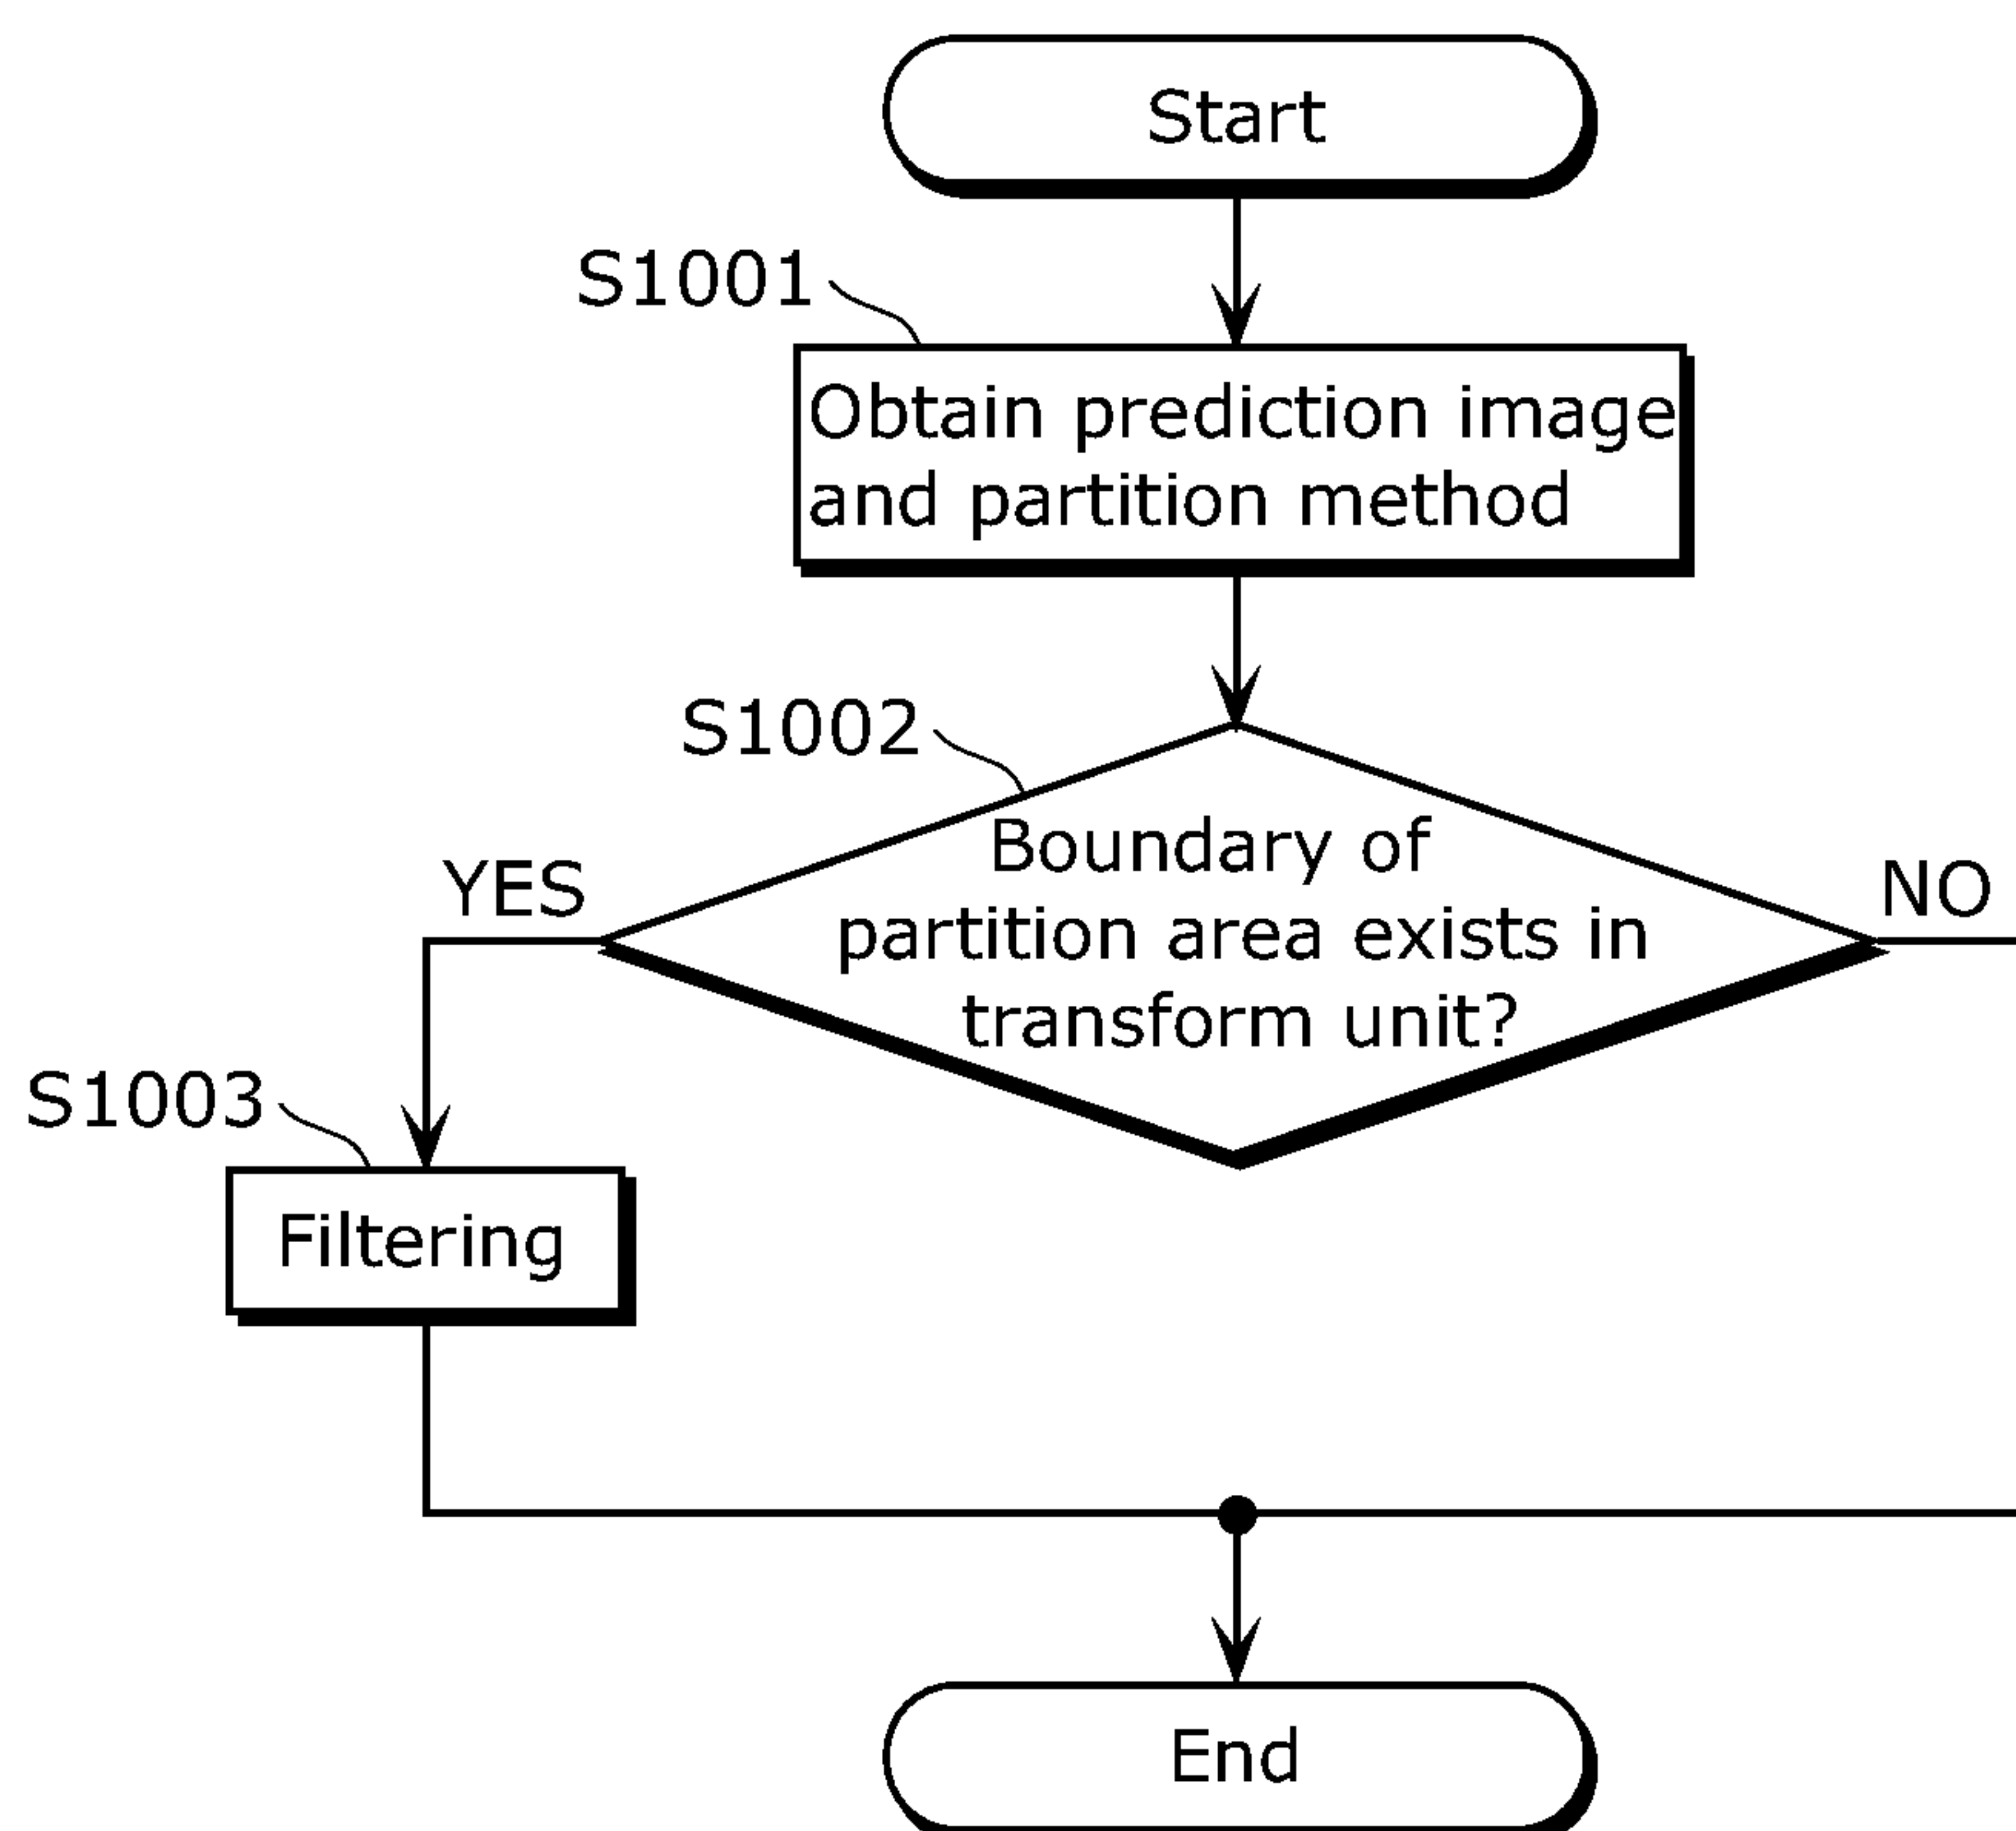 Start
S1001
Obtain prediction image
and partition method
S1002
Boundary of
partition area exists in
transform unit?
YES
NO
S1003
Filtering
End